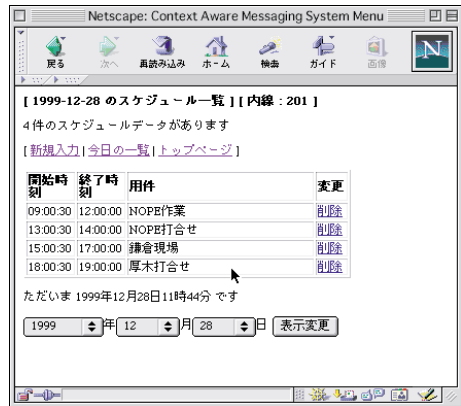 Netscape: Context Aware Messaging System Menu
戻る 次へ 再読み込み ホーム 検索 ガイド 画像 N
[ 1999-12-28 のスケジュール一覧 ] [ 内線 : 201 ]
4件のスケジュールデータがあります
[ 新規入力 | 今日の一覧 | トップページ ]
開始時刻 終了時刻 用件 変更
09:00:30 12:00:00 NOPE作業 削除
13:00:30 14:00:00 NOPE打合せ 削除
15:00:30 17:00:00 鎌倉現場 削除
18:00:30 19:00:00 厚木打合せ 削除
ただいま 1999年12月28日11時44分 です
1999 年 12 月 28 日 表示変更